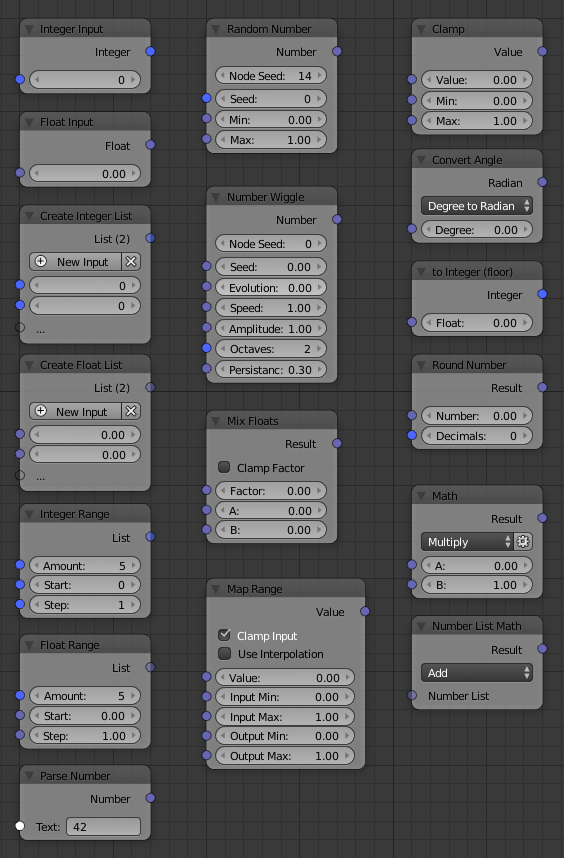 Integer Input
Integer
0
Float Input
Float
0.00
Create Integer List
List (2)
New Input
0
0
...
Create Float List
List (2)
New Input
0.00
0.00
...
Integer Range
List
Amount: 5
Start: 0
Step: 1
Float Range
List
Amount: 5
Start: 0.00
Step: 1.00
Parse Number
Number
Text: 42
Random Number
Number
Node Seed: 14
Seed: 0
Min: 0.00
Max: 1.00
Number Wiggle
Number
Node Seed: 0
Seed: 0.00
Evolution: 0.00
Speed: 1.00
Amplitude: 1.00
Octaves: 2
Persistanc: 0.30
Mix Floats
Result
Clamp Factor
Factor: 0.00
A: 0.00
B: 0.00
Map Range
Value
Clamp Input
Use Interpolation
Value: 0.00
Input Min: 0.00
Input Max: 1.00
Output Min: 0.00
Output Max: 1.00
Clamp
Value
Value: 0.00
Min: 0.00
Max: 1.00
Convert Angle
Radian
Degree to Radian
Degree: 0.00
to Integer (floor)
Integer
Float: 0.00
Round Number
Result
Number: 0.00
Decimals: 0
Math
Result
Multiply
A: 0.00
B: 1.00
Number List Math
Result
Add
Number List